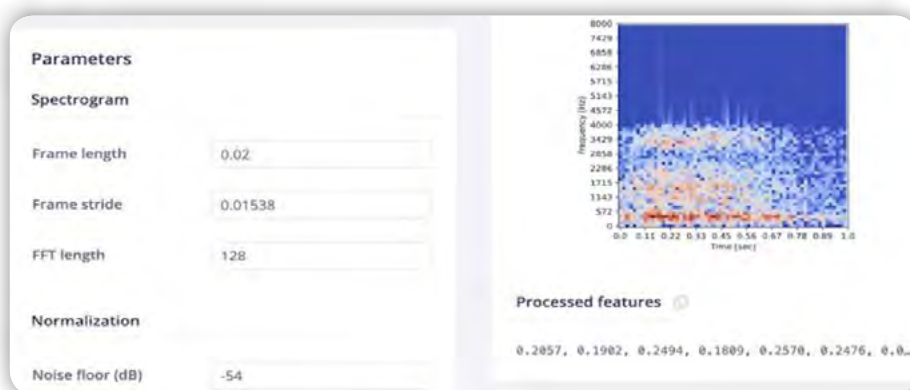 Parameters
Spectrogram
Frame length 0.02
Frame stride 0.01538
FFT length 128
Normalization
Noise floor (dB) -54
8000
7429
6858
6286
5715
5143
4572
4000
3429
2858
2286
1715
1143
572
0
Frequency (Hz)
0.0 0.11 0.22 0.33 0.45 0.56 0.67 0.78 0.89 1.0
Time (sec)
Processed features
0.2057, 0.1902, 0.2494, 0.1809, 0.2570, 0.2476, 0.0…